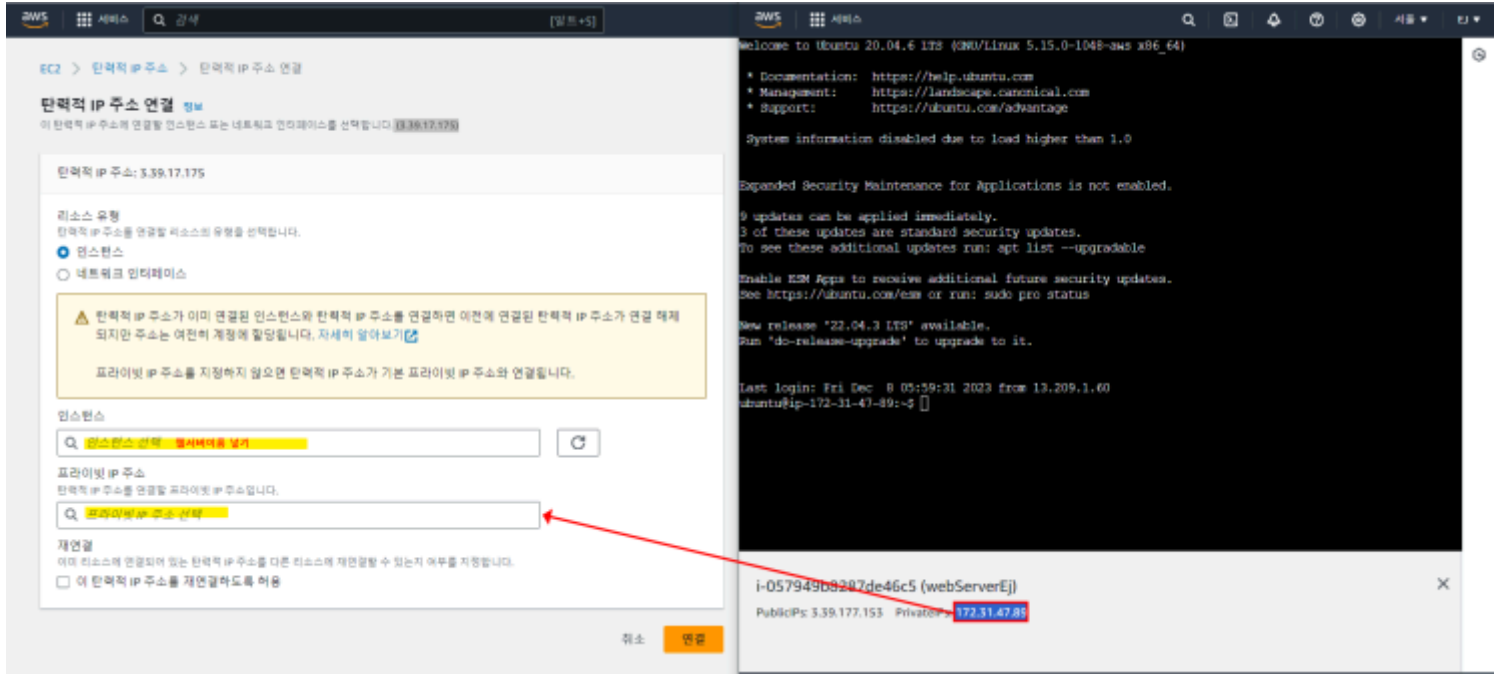 aws
서비스
검색
[알트+S]
EC2 > 탄력적 IP 주소 > 탄력적 IP 주소 연결
탄력적 IP 주소 연결 정보
이 탄력적 IP 주소에 연결할 인스턴스 또는 네트워크 인터페이스를 선택합니다. (3.39.17.175)
탄력적 IP 주소: 3.39.17.175
리소스 유형
탄력적 IP 주소를 연결할 리소스의 유형을 선택합니다.
인스턴스
네트워크 인터페이스
탄력적 IP 주소가 이미 연결된 인스턴스와 탄력적 IP 주소를 연결하면 이전에 연결된 탄력적 IP 주소가 연결 해제
되지만 주소는 여전히 계정에 할당됩니다. 자세히 알아보기
프라이빗 IP 주소를 지정하지 않으면 탄력적 IP 주소가 기본 프라이빗 IP 주소와 연결됩니다.
인스턴스
인스턴스 선택 웹서버이음 넣기
프라이빗 IP 주소
탄력적 IP 주소를 연결할 프라이빗 IP 주소입니다.
프라이빗 IP 주소 선택
재연결
이미 리소스에 연결되어 있는 탄력적 IP 주소를 다른 리소스에 재연결할 수 있는지 여부를 지정합니다.
이 탄력적 IP 주소를 재연결하도록 허용
취소
연결
aws
서비스
서울
EJ
Welcome to Ubuntu 20.04.6 LTS (GNU/Linux 5.15.0-1048-aws x86_64)
* Documentation: https://help.ubuntu.com
* Management: https://landscape.canonical.com
* Support: https://ubuntu.com/advantage
System information disabled due to load higher than 1.0
Expanded Security Maintenance for Applications is not enabled.
9 updates can be applied immediately.
3 of these updates are standard security updates.
To see these additional updates run: apt list --upgradable
Enable ESM Apps to receive additional future security updates.
See https://ubuntu.com/esm or run: sudo pro status
New release '22.04.3 LTS' available.
Run 'do-release-upgrade' to upgrade to it.
Last login: Fri Dec 8 05:59:31 2023 from 13.209.1.60
ubuntu@ip-172-31-47-89:~$
i-057949b8287de46c5 (webServerEj)
PublicIPs: 3.39.177.153 PrivateIPs: 172.31.47.89